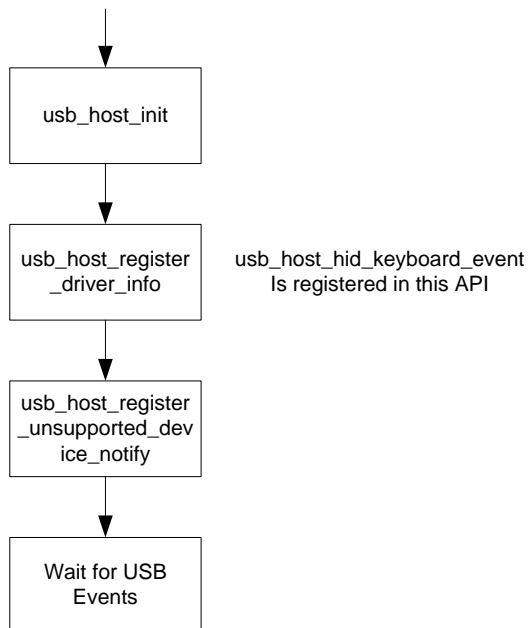 usb_host_init
usb_host_register
_driver_info
usb_host_hid_keyboard_event
Is registered in this API
usb_host_register
_unsupported_dev
ice_notify
Wait for USB
Events